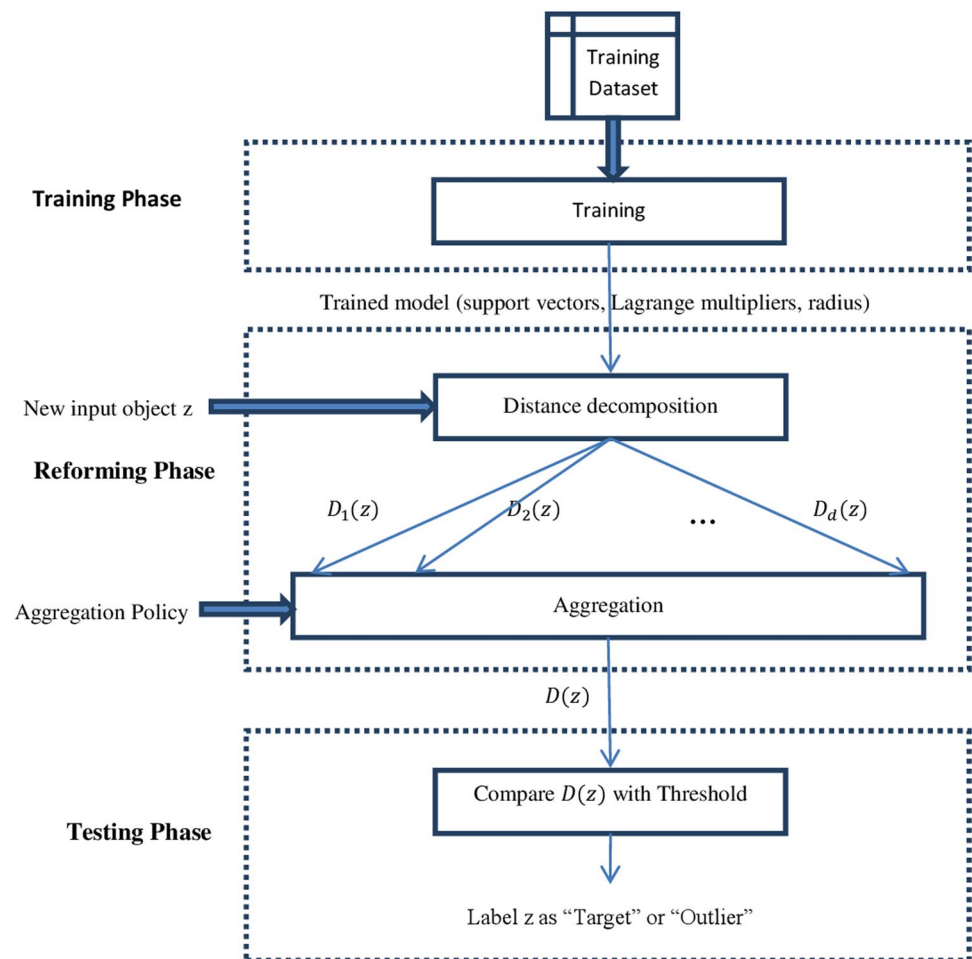 Training
Dataset
Training Phase
Training
Trained model (support vectors, Lagrange multipliers, radius)
New input object z
Distance decomposition
Reforming Phase
D₁(z)
D₂(z)
...
D_d(z)
Aggregation Policy
Aggregation
D(z)
Compare D(z) with Threshold
Testing Phase
Label z as “Target” or “Outlier”